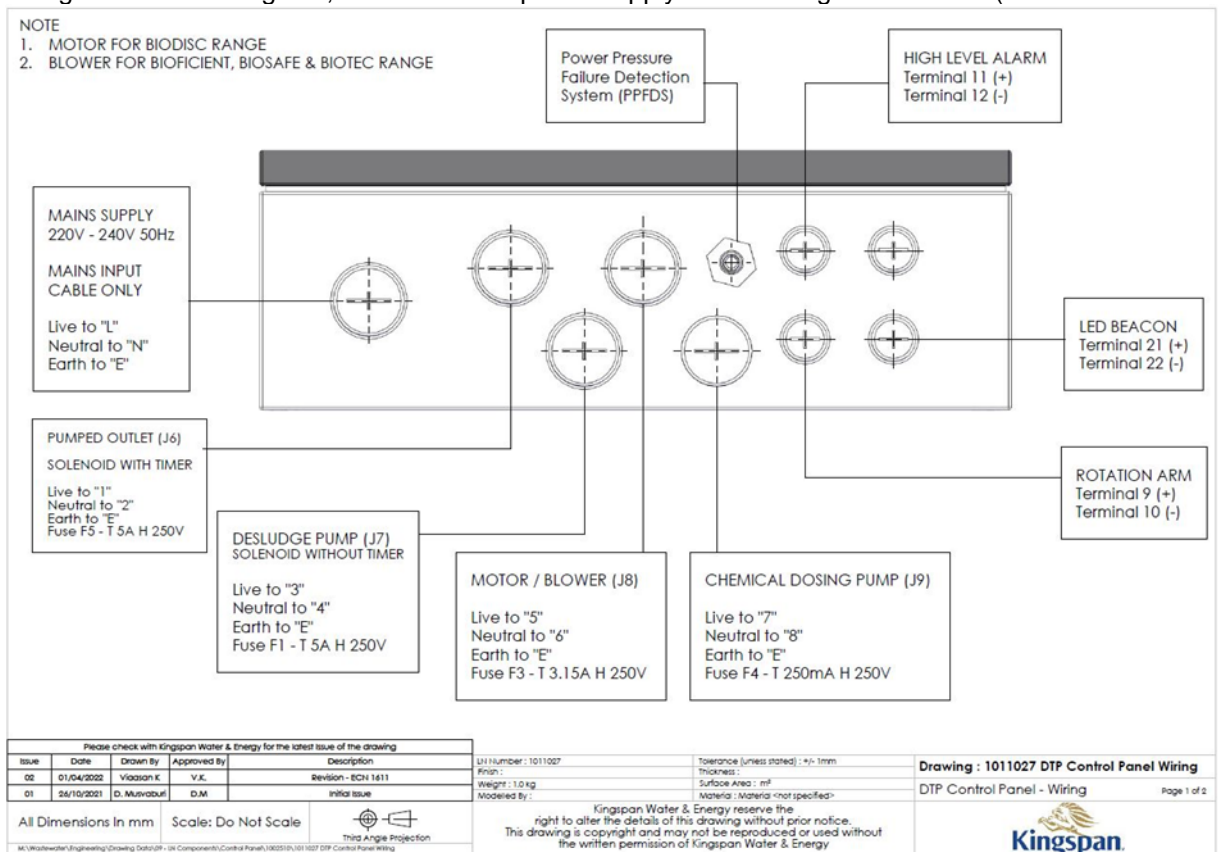 NOTE
1. MOTOR FOR BIODISC RANGE
2. BLOWER FOR BIOFICIENT, BIOSAFE & BIOTEC RANGE
Power Pressure
Failure Detection
System (PPFDS)
HIGH LEVEL ALARM
Terminal 11 (+)
Terminal 12 (-)
MAINS SUPPLY
220V - 240V 50Hz
MAINS INPUT
CABLE ONLY
Live to "L"
Neutral to "N"
Earth to "E"
LED BEACON
Terminal 21 (+)
Terminal 22 (-)
PUMPED OUTLET (J6)
SOLENOID WITH TIMER
Live to "1"
Neutral to "2"
Earth to "E"
Fuse F5 - T 5A H 250V
DESLUDGE PUMP (J7)
SOLENOID WITHOUT TIMER
Live to "3"
Neutral to "4"
Earth to "E"
Fuse F1 - T 5A H 250V
MOTOR / BLOWER (J8)
Live to "5"
Neutral to "6"
Earth to "E"
Fuse F3 - T 3.15A H 250V
CHEMICAL DOSING PUMP (J9)
Live to "7"
Neutral to "8"
Earth to "E"
Fuse F4 - T 250mA H 250V
ROTATION ARM
Terminal 9 (+)
Terminal 10 (-)
Please check with Kingspan Water & Energy for the latest issue of the drawing
Issue Date Drawn By Approved By Description
02 01/04/2022 Viaasan K V.K. Revision - ECN 1611
01 26/10/2021 D. Musvaburi D.M Initial Issue
All Dimensions In mm Scale: Do Not Scale
Third Angle Projection
LN Number : 1011027
Finish :
Weight : 1.0 kg
Modeled By :
Tolerance (unless stated) : +/- 1mm
Thickness :
Surface Area : m²
Material : Material <not specified>
Kingspan Water & Energy reserve the
right to alter the details of this drawing without prior notice.
This drawing is copyright and may not be reproduced or used without
the written permission of Kingspan Water & Energy
Drawing : 1011027 DTP Control Panel Wiring
DTP Control Panel - Wiring Page 1 of 2
Kingspan.